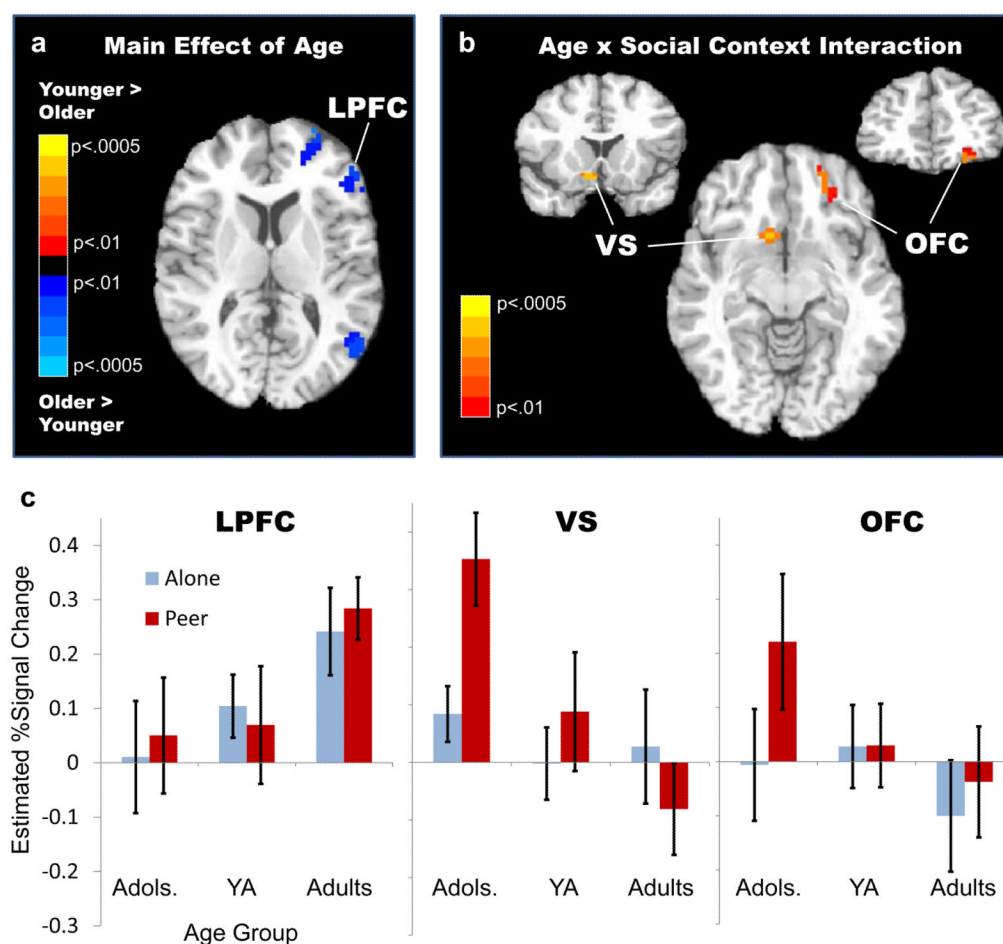 a Main Effect of Age
Younger >
Older
p<.0005
p<.01
p<.01
p<.0005
Older >
Younger
LPFC
b Age x Social Context Interaction
VS
OFC
p<.0005
p<.01
c
LPFC VS OFC
Alone
Peer
Estimated %Signal Change
0.4
0.3
0.2
0.1
0
-0.1
-0.2
-0.3
Adols. YA Adults Adols. YA Adults Adols. YA Adults
Age Group